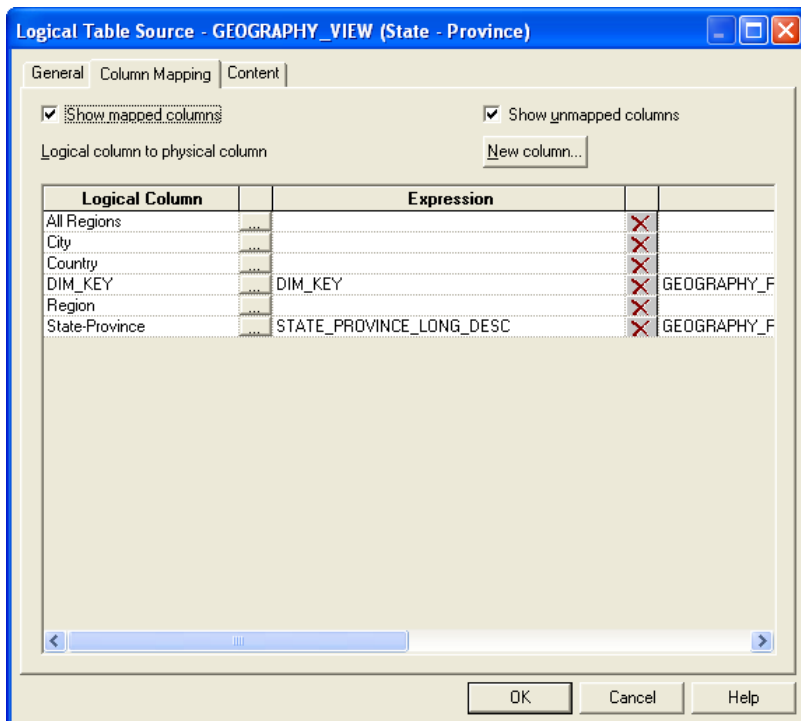 Logical Table Source - GEOGRAPHY_VIEW (State - Province)
General Column Mapping Content
Show mapped columns Show unmapped columns
Logical column to physical column New column...
Logical Column Expression
All Regions ...
City ...
Country ...
DIM_KEY ... DIM_KEY GEOGRAPHY_F
Region ...
State-Province ... STATE_PROVINCE_LONG_DESC GEOGRAPHY_F
OK Cancel Help